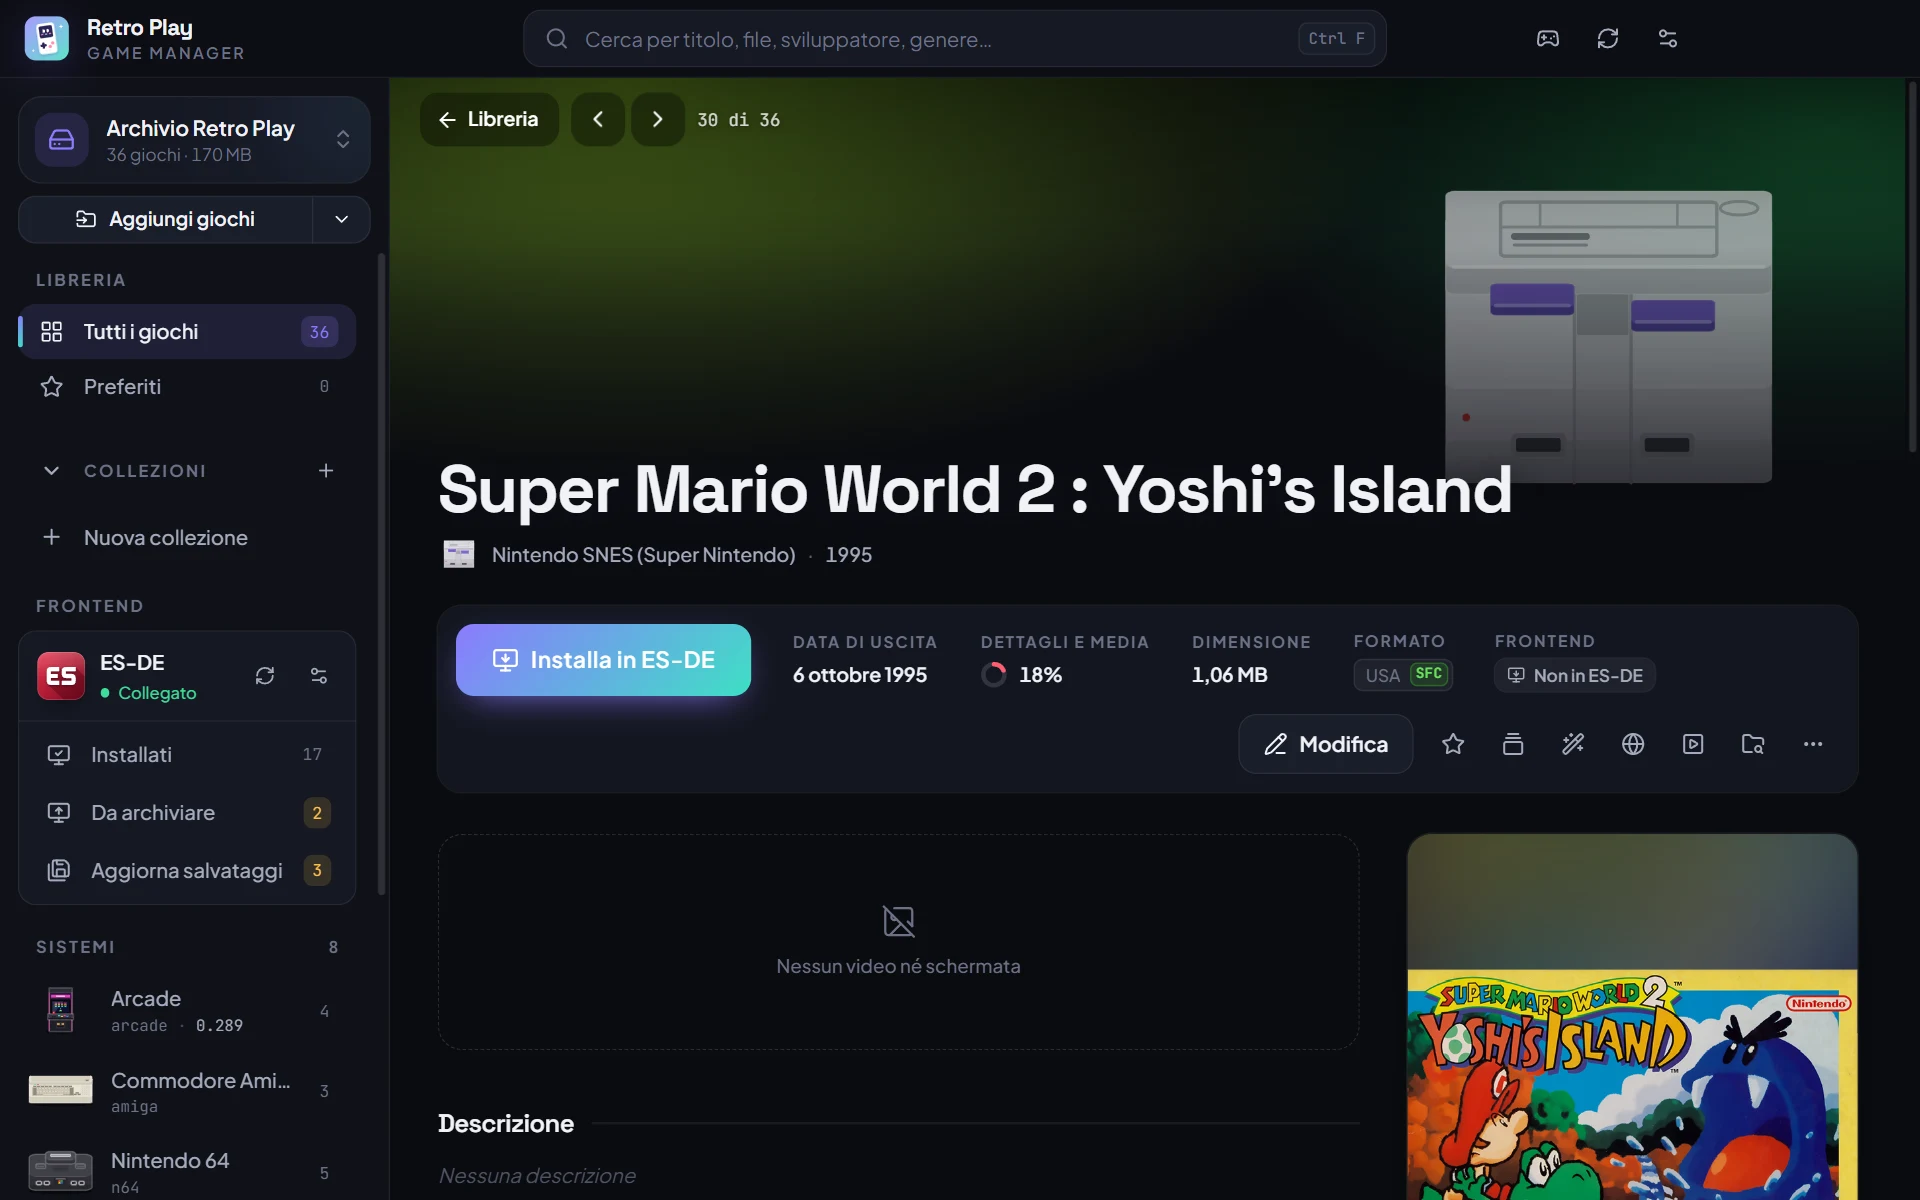 Retro Play
GAME MANAGER
Cerca per titolo, file, sviluppatore, genere...
Ctrl F
Archivio Retro Play
36 giochi · 170 MB
Aggiungi giochi
LIBRERIA
Tutti i giochi 36
Preferiti 0
COLLEZIONI
Nuova collezione
FRONTEND
ES
ES-DE
Collegato
Installati 17
Da archiviare 2
Aggiorna salvataggi 3
SISTEMI 8
Arcade
arcade · 0.289
4
Commodore Ami...
amiga
3
Nintendo 64
n64
5
Libreria
30 di 36
Super Mario World 2 : Yoshi's Island
Nintendo SNES (Super Nintendo) · 1995
Installa in ES-DE
DATA DI USCITA
6 ottobre 1995
DETTAGLI E MEDIA
18%
DIMENSIONE
1,06 MB
FORMATO
USA SFC
FRONTEND
Non in ES-DE
Modifica
Nessun video né schermata
Descrizione
Nessuna descrizione
SUPER MARIO WORLD 2 ™
Nintendo®
YOSHI'S ISLAND ™